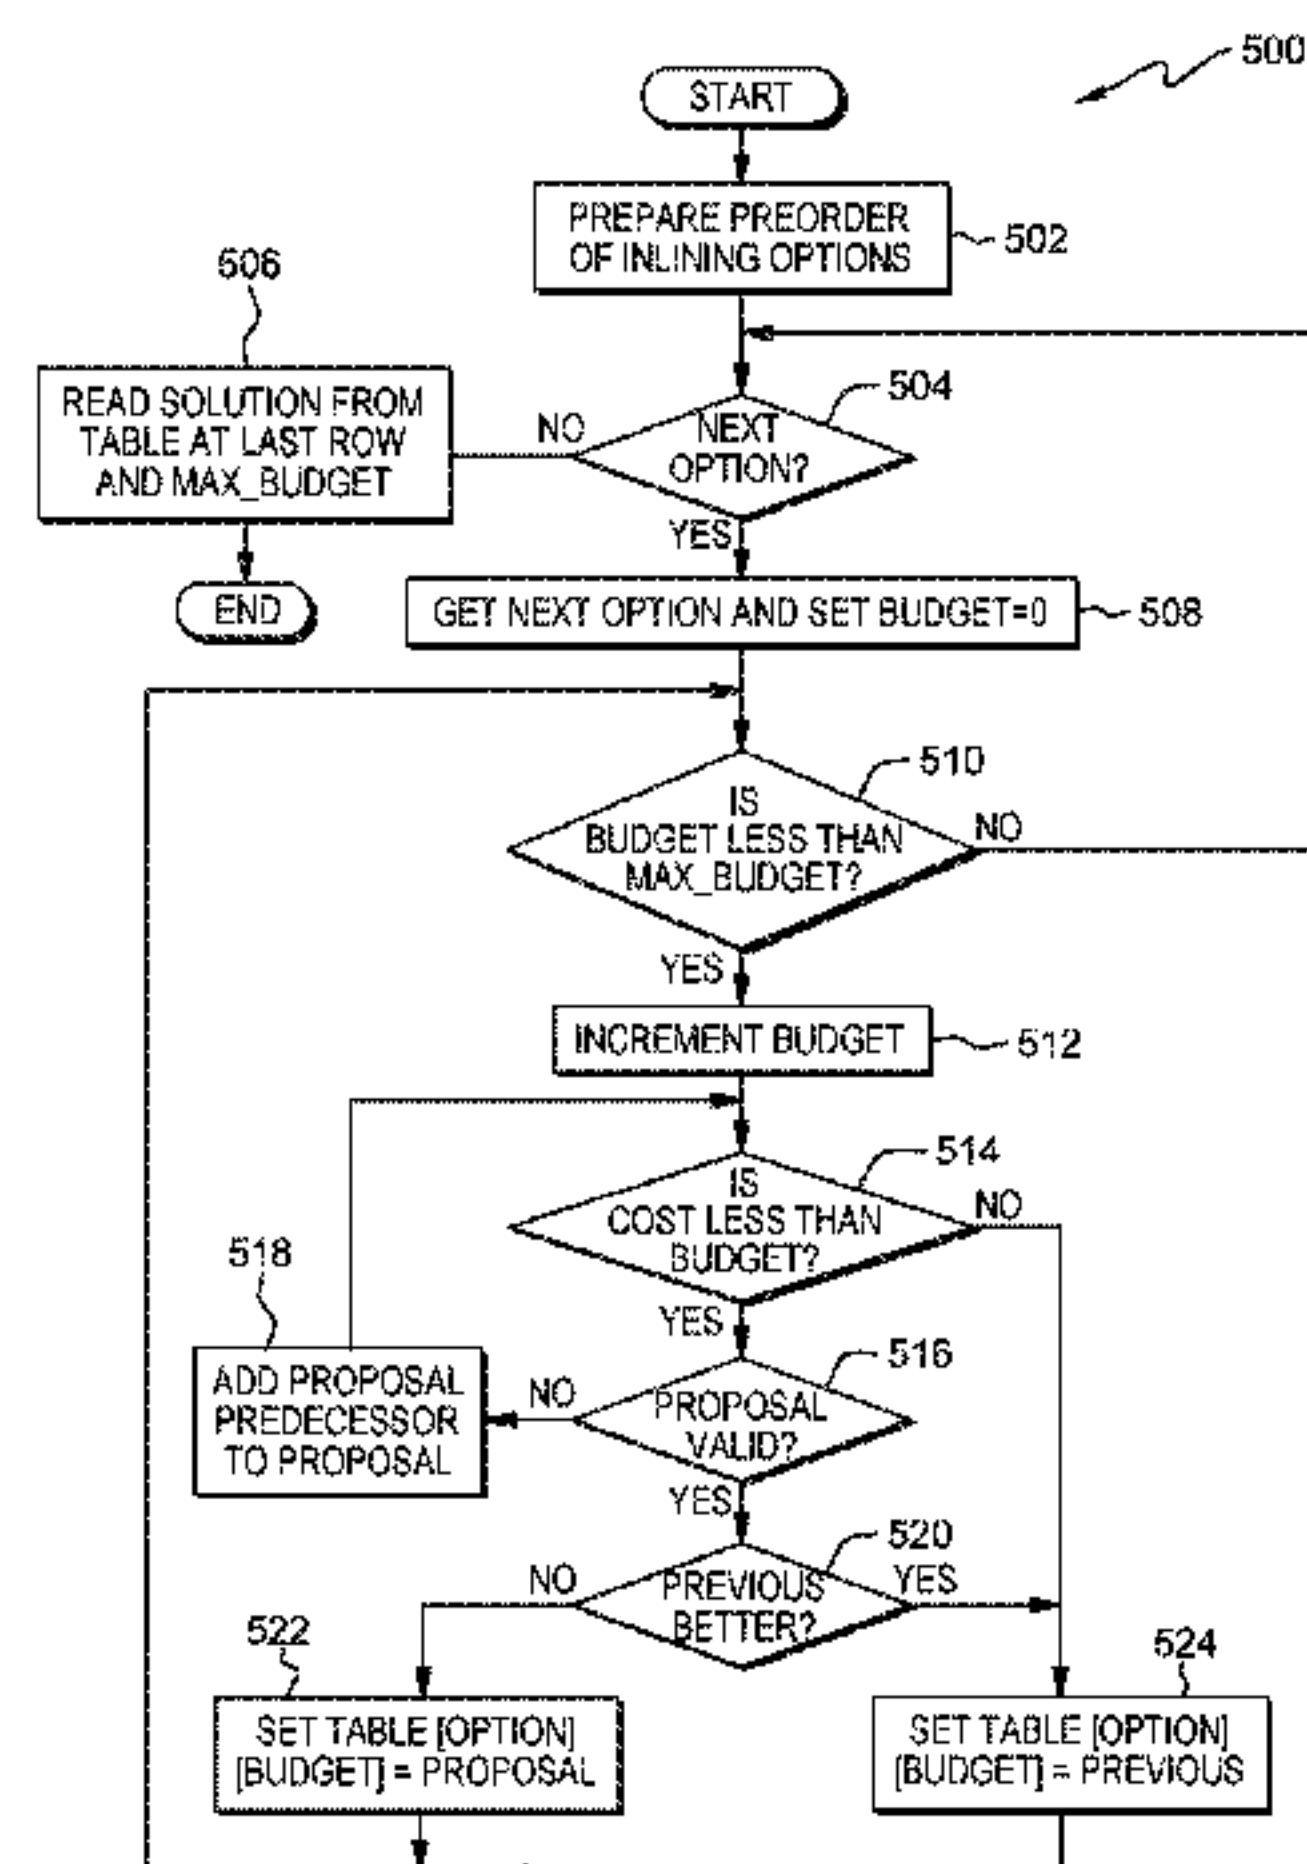 500
START
PREPARE PREORDER
OF INLINING OPTIONS
502
506
READ SOLUTION FROM
TABLE AT LAST ROW
AND MAX_BUDGET
NO
504
NEXT
OPTION?
YES
END
GET NEXT OPTION AND SET BUDGET=0
508
510
IS
BUDGET LESS THAN
MAX_BUDGET?
NO
YES
INCREMENT BUDGET
512
514
IS
COST LESS THAN
BUDGET?
NO
YES
518
ADD PROPOSAL
PREDECESSOR
TO PROPOSAL
NO
516
PROPOSAL
VALID?
YES
520
NO
PREVIOUS
BETTER?
YES
522
SET TABLE [OPTION]
[BUDGET] = PROPOSAL
524
SET TABLE [OPTION]
[BUDGET] = PREVIOUS